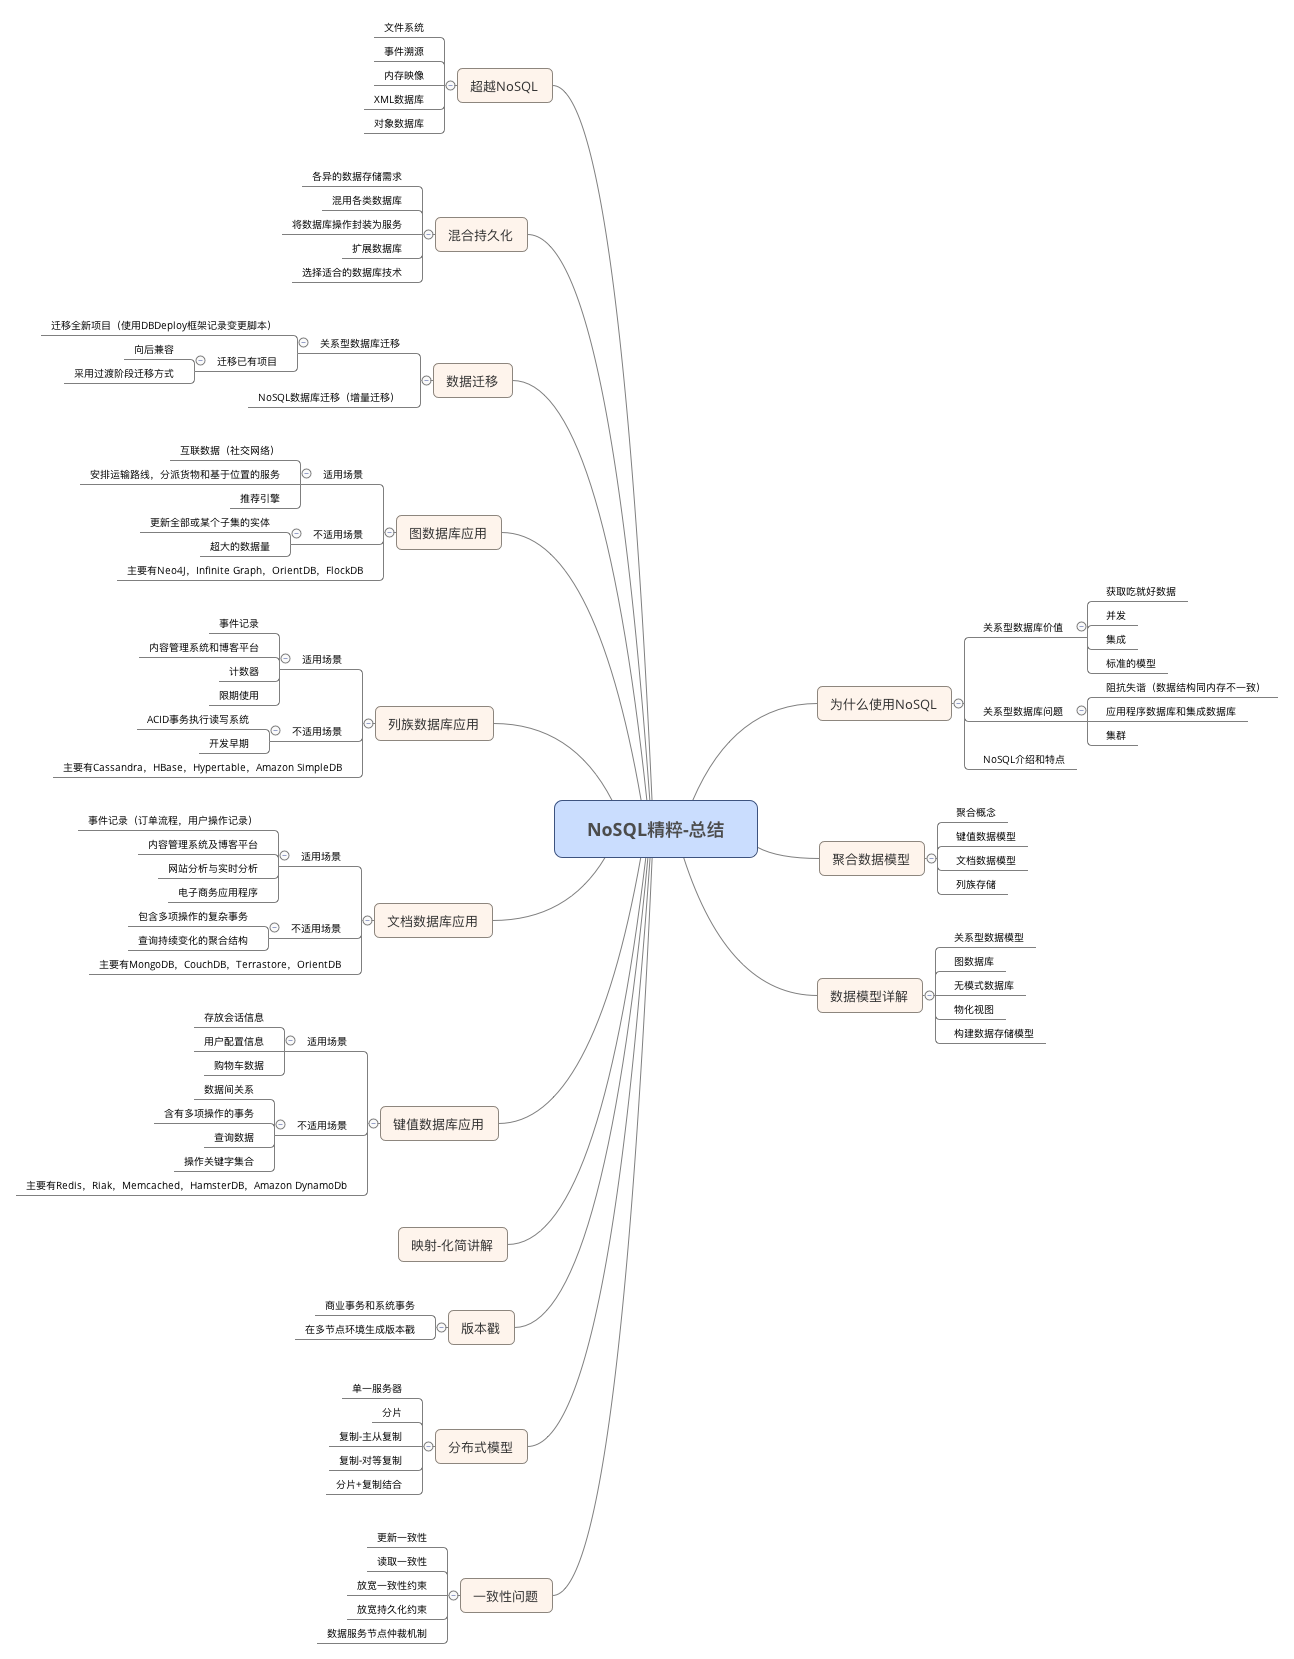 文件系统
事件溯源
内存映像
XML数据库
对象数据库
超越NoSQL
各异的数据存储需求
混用各类数据库
将数据库操作封装为服务
扩展数据库
选择适合的数据库技术
混合持久化
迁移全新项目（使用DBDeploy框架记录变更脚本）
向后兼容
采用过渡阶段迁移方式
迁移已有项目
关系型数据库迁移
NoSQL数据库迁移（增量迁移）
数据迁移
互联数据（社交网络）
安排运输路线，分派货物和基于位置的服务
推荐引擎
适用场景
更新全部或某个子集的实体
超大的数据量
不适用场景
主要有Neo4J，Infinite Graph，OrientDB，FlockDB
图数据库应用
事件记录
内容管理系统和博客平台
计数器
限期使用
适用场景
ACID事务执行读写系统
开发早期
不适用场景
主要有Cassandra，HBase，Hypertable，Amazon SimpleDB
列族数据库应用
事件记录（订单流程，用户操作记录）
内容管理系统及博客平台
网站分析与实时分析
电子商务应用程序
适用场景
包含多项操作的复杂事务
查询持续变化的聚合结构
不适用场景
主要有MongoDB，CouchDB，Terrastore，OrientDB
文档数据库应用
存放会话信息
用户配置信息
购物车数据
适用场景
数据间关系
含有多项操作的事务
查询数据
操作关键字集合
不适用场景
主要有Redis，Riak，Memcached，HamsterDB，Amazon DynamoDb
键值数据库应用
映射-化简讲解
商业事务和系统事务
在多节点环境生成版本戳
版本戳
单一服务器
分片
复制-主从复制
复制-对等复制
分片+复制结合
分布式模型
更新一致性
读取一致性
放宽一致性约束
放宽持久化约束
数据服务节点仲裁机制
一致性问题
NoSQL精粹-总结
为什么使用NoSQL
关系型数据库价值
获取吃就好数据
并发
集成
标准的模型
关系型数据库问题
阻抗失谐（数据结构同内存不一致）
应用程序数据库和集成数据库
集群
NoSQL介绍和特点
聚合数据模型
聚合概念
键值数据模型
文档数据模型
列族存储
数据模型详解
关系型数据模型
图数据库
无模式数据库
物化视图
构建数据存储模型